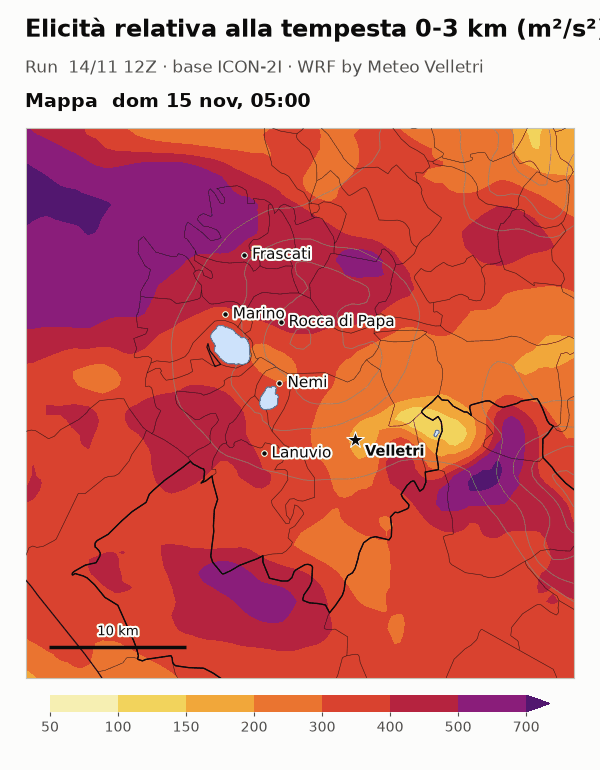 Elicità relativa alla tempesta 0-3 km (m²/s²)
Run 14/11 12Z · base ICON-2I · WRF by Meteo Velletri
Mappa dom 15 nov, 05:00
Frascati
Marino
Rocca di Papa
Nemi
Velletri
Lanuvio
10 km
50 100 150 200 300 400 500 700